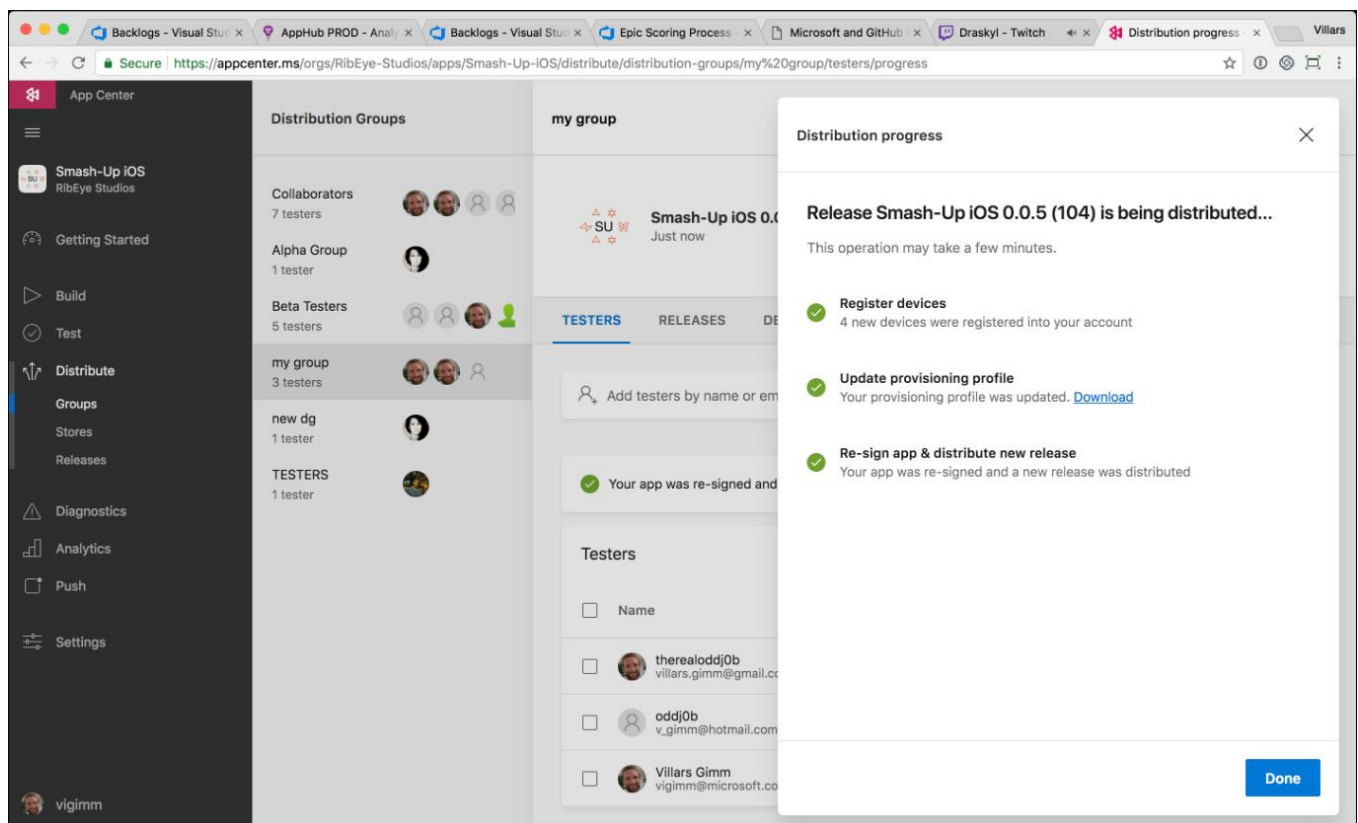 Backlogs - Visual Stud
AppHub PROD - Analy
Backlogs - Visual Stud
Epic Scoring Process
Microsoft and GitHub
Draskyl - Twitch
Distribution progress
Villars
Secure
https://appcenter.ms/orgs/RibEye-Studios/apps/Smash-Up-iOS/distribute/distribution-groups/my%20group/testers/progress
App Center
Smash-Up iOS
RibEye Studios
Getting Started
Build
Test
Distribute
Groups
Stores
Releases
Diagnostics
Analytics
Push
Settings
vigimm
Distribution Groups
Collaborators
7 testers
Alpha Group
1 tester
Beta Testers
5 testers
my group
3 testers
new dg
1 tester
TESTERS
1 tester
my group
SU
Smash-Up iOS 0.0
Just now
TESTERS RELEASES DE
Add testers by name or em
Your app was re-signed and
Testers
Name
therealoddj0b
villars.gimm@gmail.co
oddj0b
v_gimm@hotmail.com
Villars Gimm
vigimm@microsoft.co
Distribution progress
Release Smash-Up iOS 0.0.5 (104) is being distributed...
This operation may take a few minutes.
Register devices
4 new devices were registered into your account
Update provisioning profile
Your provisioning profile was updated. Download
Re-sign app & distribute new release
Your app was re-signed and a new release was distributed
Done